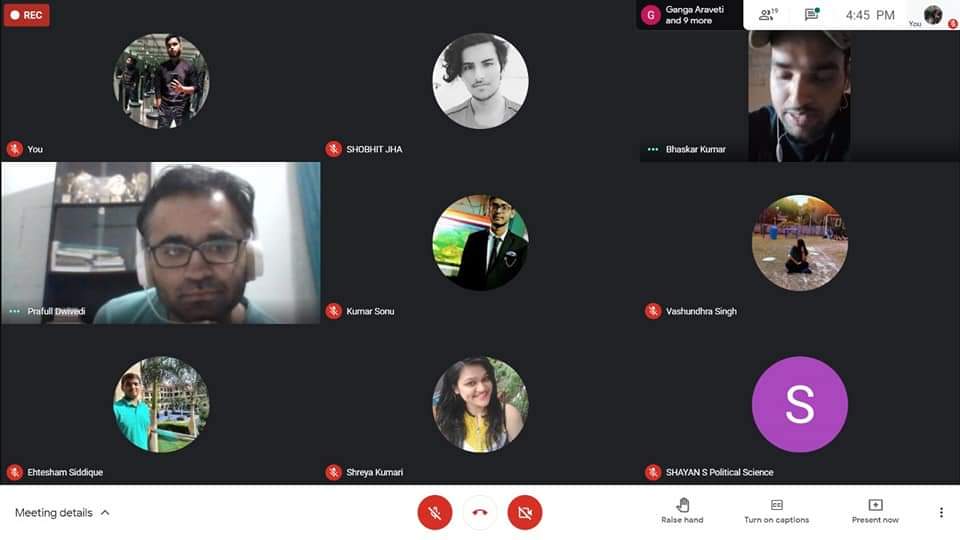 REC
G
Ganga Araveti
and 9 more
19
4:45 PM
You
You
SHOBHIT JHA
Bhaskar Kumar
Prafull Dwivedi
Kumar Sonu
Vashundhra Singh
S
Ehtesham Siddique
Shreya Kumari
SHAYAN S Political Science
Meeting details
Raise hand
Turn on captions
Present now